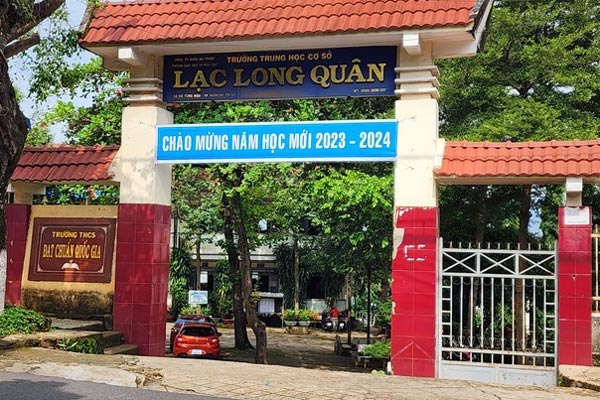 TRƯỜNG TRUNG HỌC CƠ SỞ
LẠC LONG QUÂN
CHÀO MỪNG NĂM HỌC MỚI 2023 - 2024
TRƯỜNG THCS
ĐẠT CHUẨN QUỐC GIA